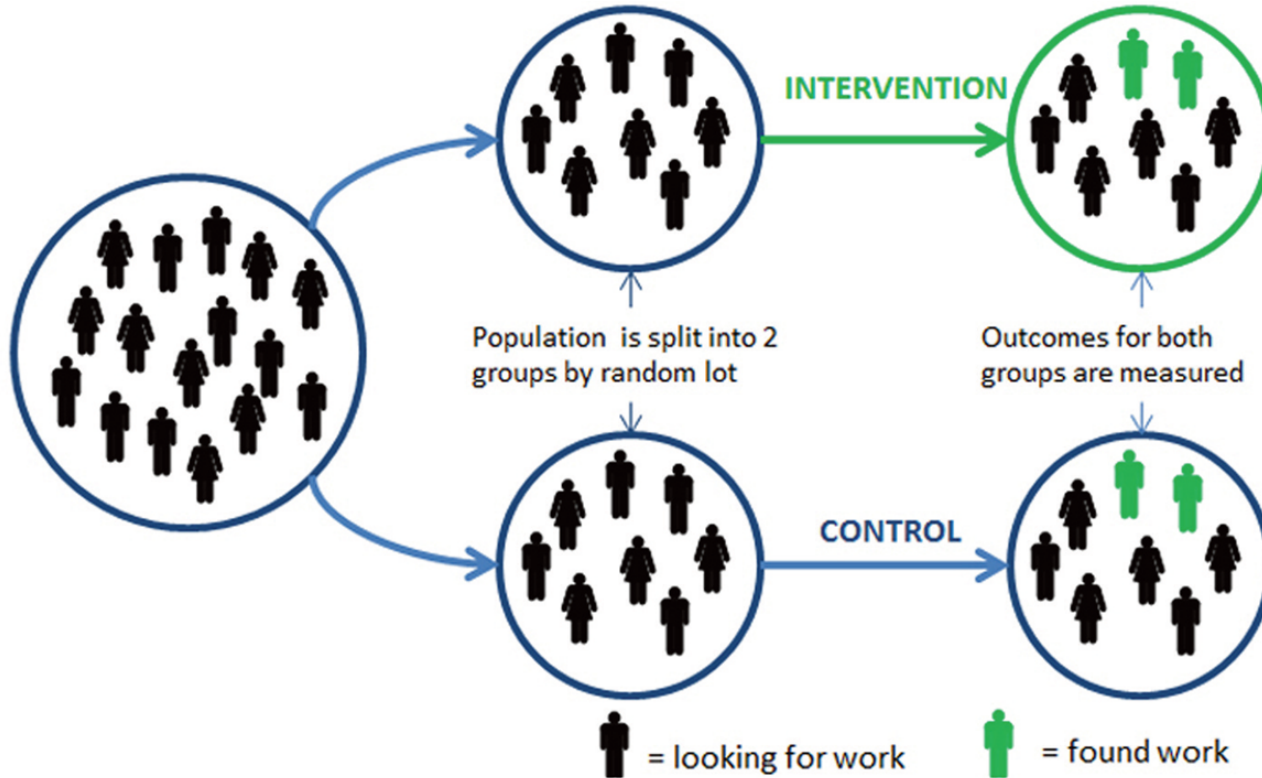 INTERVENTION
Population is split into 2
groups by random lot
Outcomes for both
groups are measured
CONTROL
= looking for work
= found work